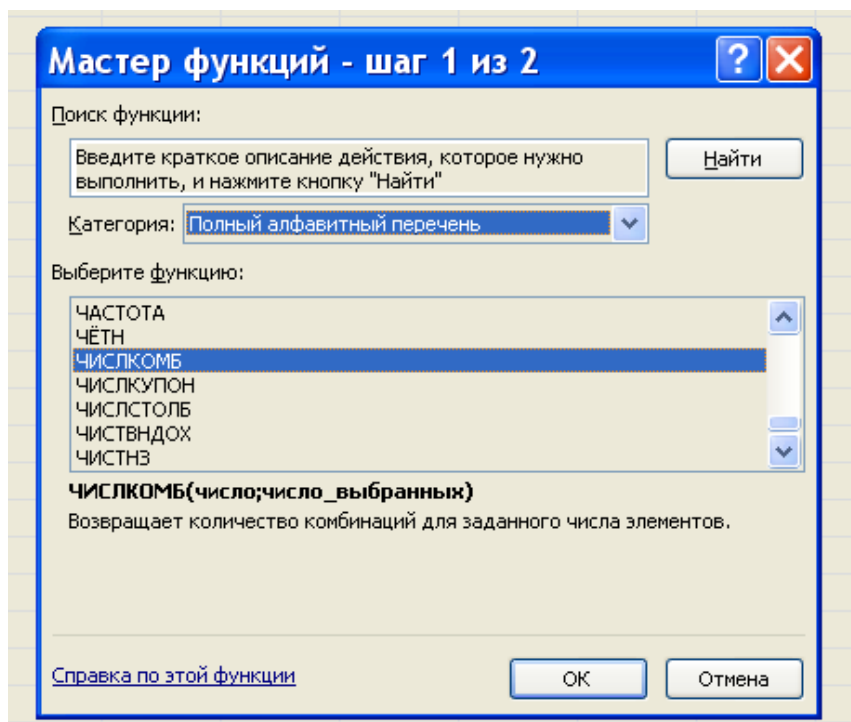 Мастер функций - шаг 1 из 2
Поиск функции:
Введите краткое описание действия, которое нужно
выполнить, и нажмите кнопку "Найти"
Найти
Категория: Полный алфавитный перечень
Выберите функцию:
ЧАСТОТА
ЧЁТН
ЧИСЛКОМБ
ЧИСЛКУПОН
ЧИСЛСТОЛБ
ЧИСТВНДОХ
ЧИСТНЗ
ЧИСЛКОМБ(число;число_выбранных)
Возвращает количество комбинаций для заданного числа элементов.
Справка по этой функции
ОК
Отмена